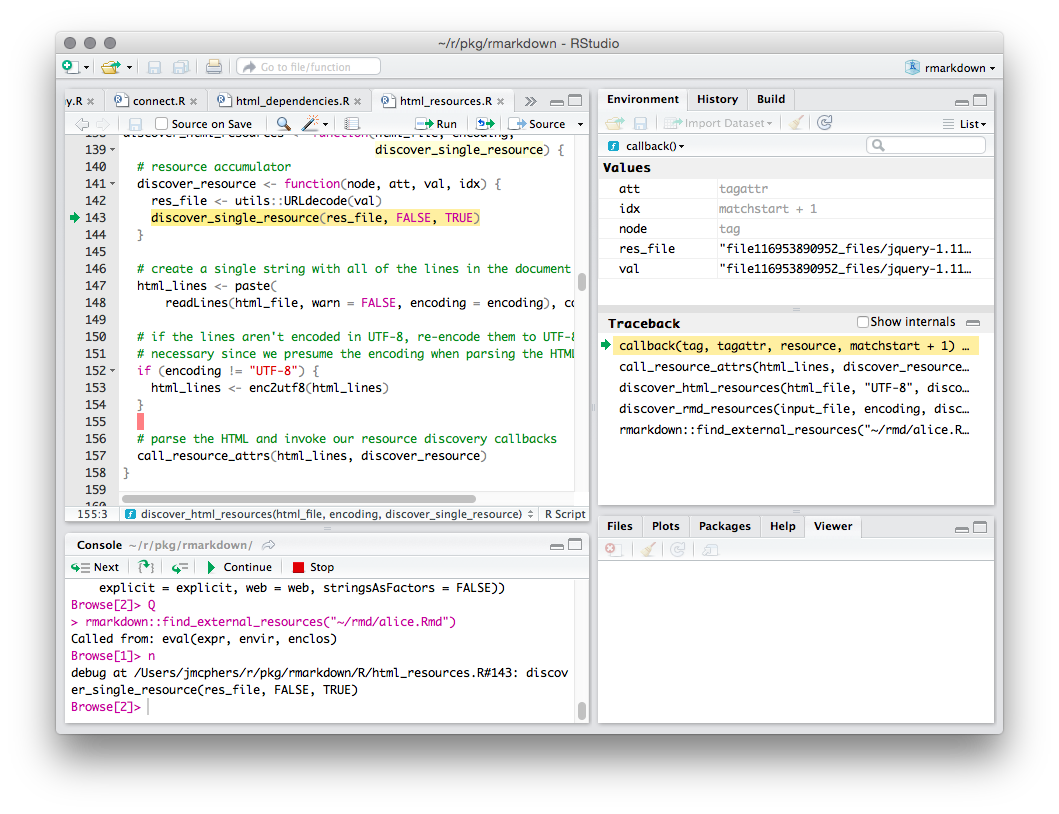 ~/r/pkg/rmarkdown - RStudio
Go to file/function
rmarkdown
y.R
connect.R
html_dependencies.R
html_resources.R
Source on Save
Run
Source
139 discover_single_resource) {
140 # resource accumulator
141 discover_resource <- function(node, att, val, idx) {
142 res_file <- utils::URLdecode(val)
143 discover_single_resource(res_file, FALSE, TRUE)
144 }
145
146 # create a single string with all of the lines in the document
147 html_lines <- paste(
148 readLines(html_file, warn = FALSE, encoding = encoding), co
149
150 # if the lines aren't encoded in UTF-8, re-encode them to UTF-8
151 # necessary since we presume the encoding when parsing the HTML
152 if (encoding != "UTF-8") {
153 html_lines <- enc2utf8(html_lines)
154 }
155
156 # parse the HTML and invoke our resource discovery callbacks
157 call_resource_attrs(html_lines, discover_resource)
158 }
159
155:3 discover_html_resources(html_file, encoding, discover_single_resource) R Script
Console ~/r/pkg/rmarkdown/
Next
Continue
Stop
explicit = explicit, web = web, stringsAsFactors = FALSE))
Browse[2]> Q
> rmarkdown::find_external_resources("~/rmd/alice.Rmd")
Called from: eval(expr, envir, enclos)
Browse[1]> n
debug at /Users/jmcphers/r/pkg/rmarkdown/R/html_resources.R#143: discov
er_single_resource(res_file, FALSE, TRUE)
Browse[2]>
Environment
History
Build
Import Dataset
List
callback()
Values
att tagattr
idx matchstart + 1
node tag
res_file "file116953890952_files/jquery-1.11…
val "file116953890952_files/jquery-1.11…
Traceback
Show internals
callback(tag, tagattr, resource, matchstart + 1) …
call_resource_attrs(html_lines, discover_resource…
discover_html_resources(html_file, "UTF-8", disco…
discover_rmd_resources(input_file, encoding, disc…
rmarkdown::find_external_resources("~/rmd/alice.R…
Files
Plots
Packages
Help
Viewer